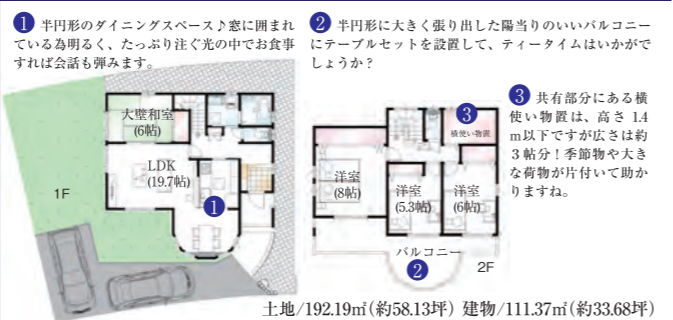 ❶ 半円形のダイニングスペース♪窓に囲まれ
ている為明るく、たっぷり注ぐ光の中でお食事
すれば会話も弾みます。
❷ 半円形に大きく張り出した陽当りのいいバルコニー
にテーブルセットを設置して、ティータイムはいかがで
しょうか？
❸ 共有部分にある横
使い物置は、高さ 1.4
m以下ですが広さは約
3 帖分！季節物や大き
な荷物が片付いて助か
りますね。
大壁和室
(6帖)
LDK
(19.7帖)
1F
❶
❸
横使い物置
洋室
(8帖)
洋室
(5.3帖)
洋室
(6帖)
バルコニー
❷
2F
土地/192.19㎡(約58.13坪) 建物/111.37㎡(約33.68坪)